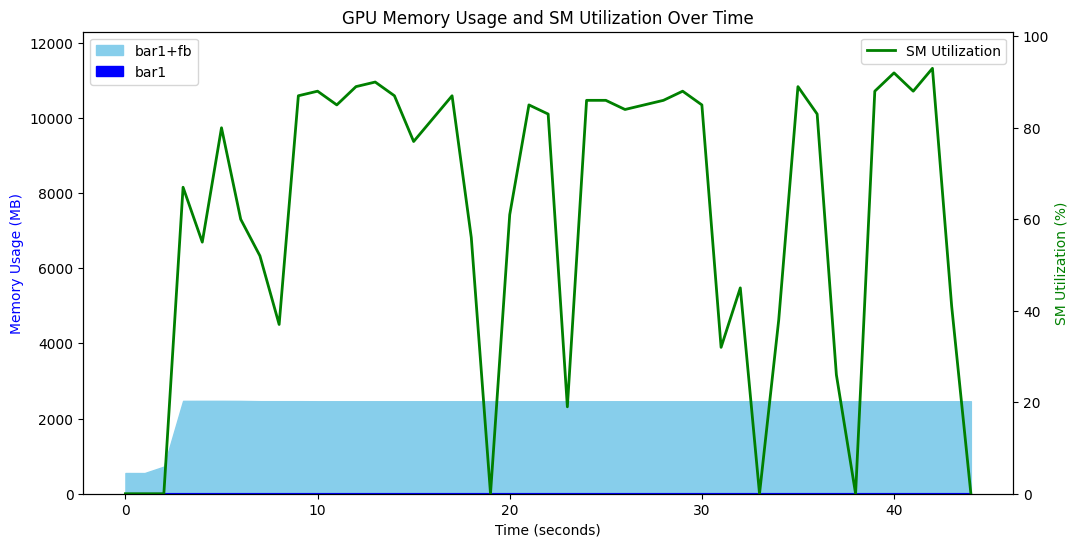 GPU Memory Usage and SM Utilization Over Time
bar1+fb
bar1
SM Utilization
Memory Usage (MB)
12000
10000
8000
6000
4000
2000
0
SM Utilization (%)
100
80
60
40
20
0
0 10 20 30 40
Time (seconds)